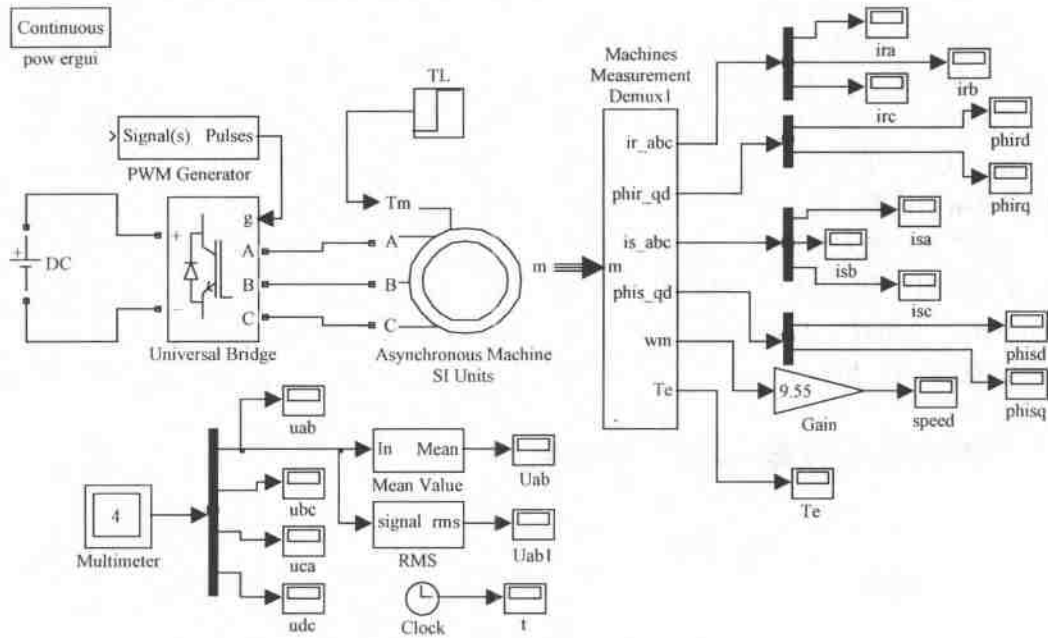 Continuous
pow ergui
Signal(s) Pulses
PWM Generator
TL
Machines
Measurement
Demux1
ira
irb
irc
ir_abc
phird
phir_qd
phirq
g
Tm
+
DC
+
A
A
is_abc
isa
isb
m
m
B
B
phis_qd
isc
–
C
C
Universal Bridge
Asynchronous Machine
SI Units
wm
phisd
9.55
phisq
Gain
speed
Te
uab
In Mean
Mean Value
Uab
ubc
4
Multimeter
signal rms
RMS
Uab1
uca
Te
udc
Clock
t